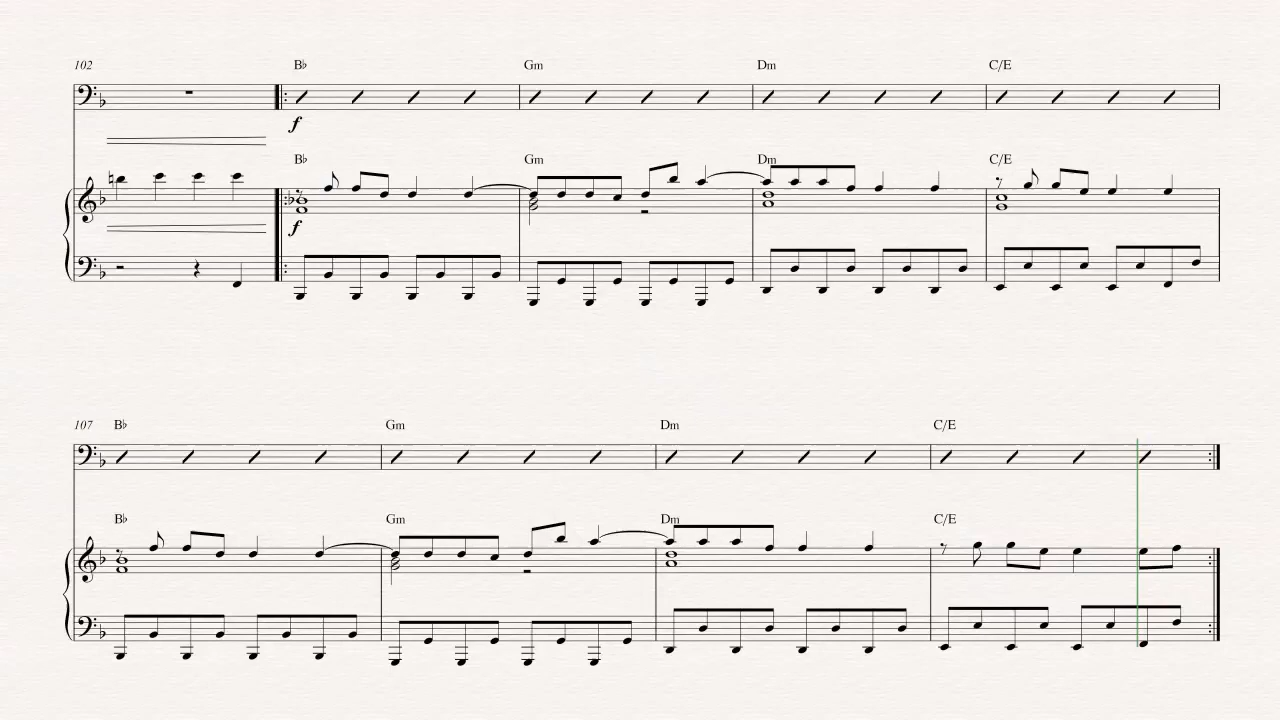 102 B♭ Gm Dm C/E
f
B♭ Gm Dm C/E
f
107 B♭ Gm Dm C/E
B♭ Gm Dm C/E